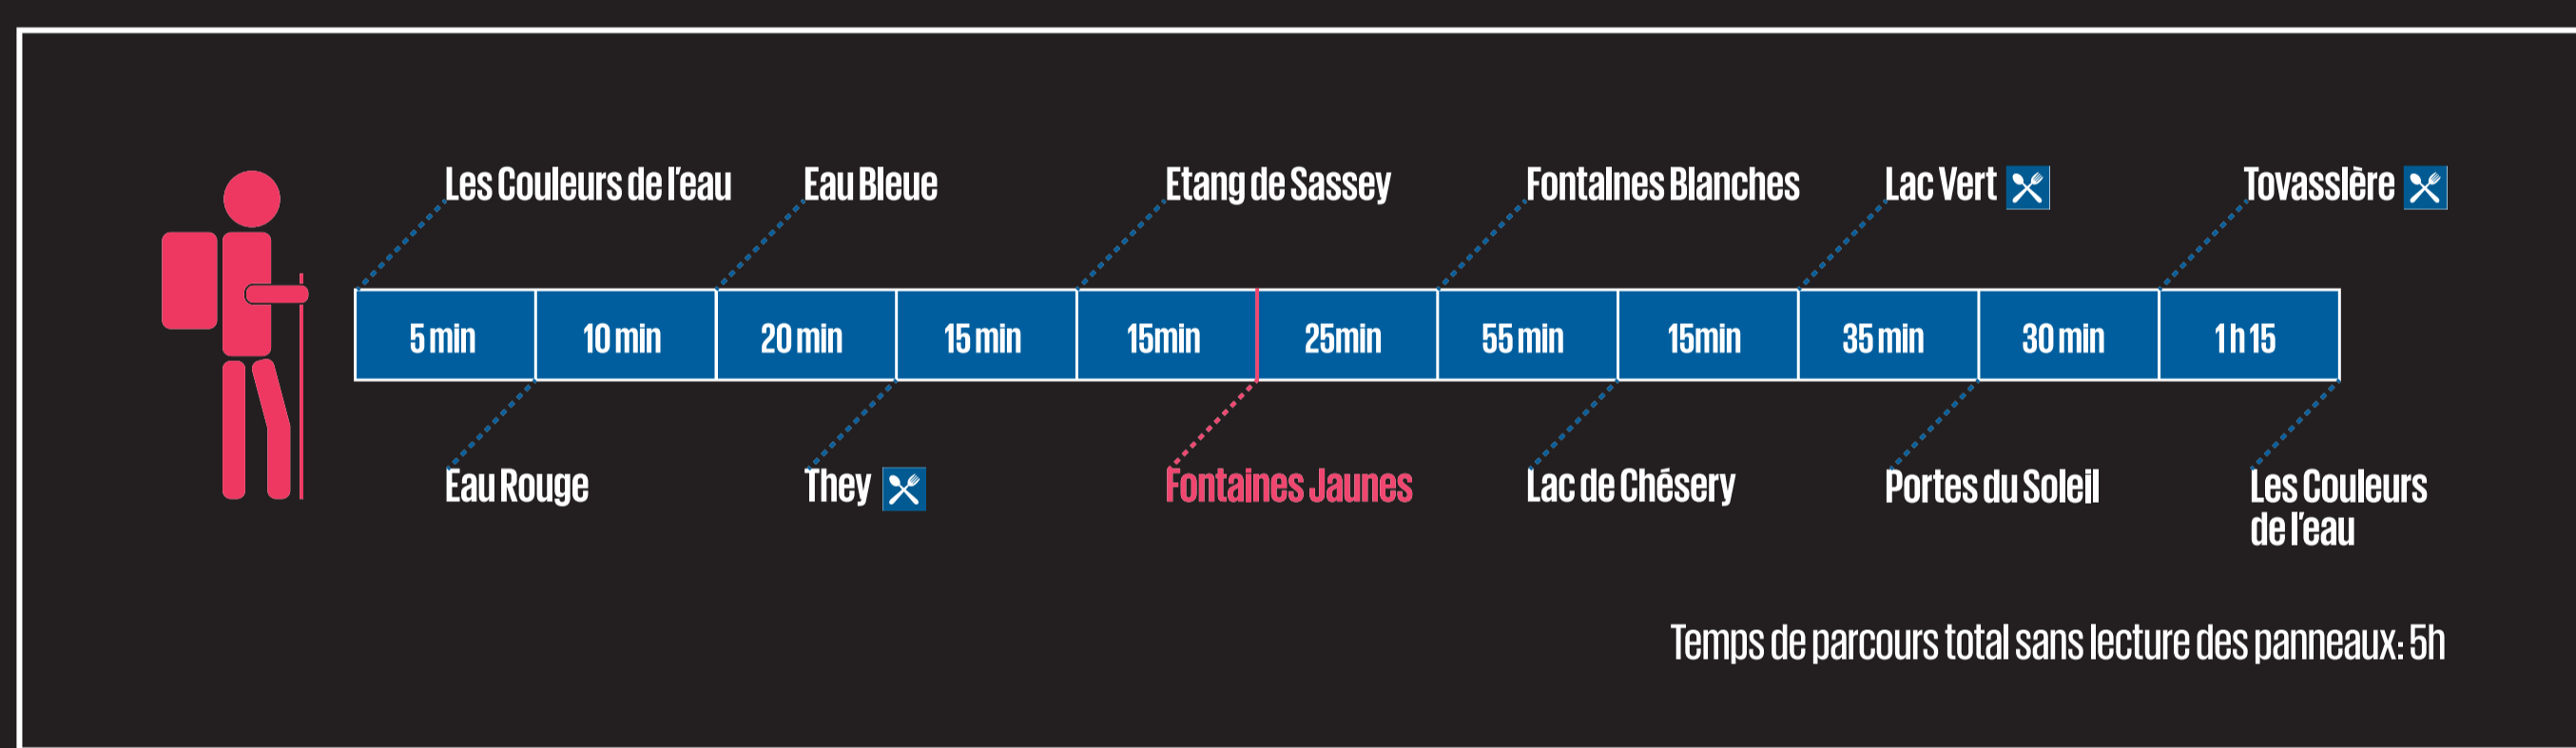 Les Couleurs de l'eau
Eau Bleue
Etang de Sassey
Fontaines Blanches
Lac Vert
Tovassière
5 min
10 min
20 min
15 min
15min
25min
55 min
15min
35 min
30 min
1 h 15
Eau Rouge
They
Fontaines Jaunes
Lac de Chésery
Portes du Soleil
Les Couleurs
de l'eau
Temps de parcours total sans lecture des panneaux: 5h